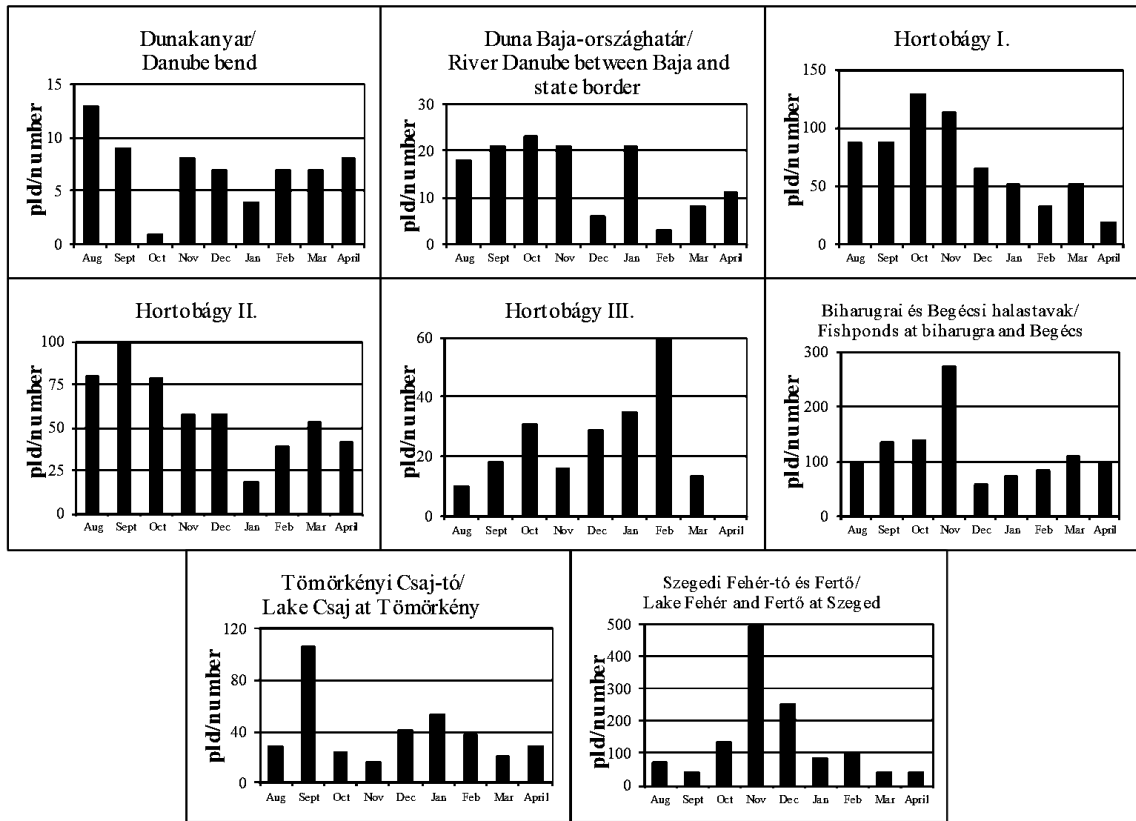 Dunakanyar/
Danube bend
pld/number
15
10
5
0
Aug Sept Oct Nov Dec Jan Feb Mar April
Duna Baja-országhatár/
River Danube between Baja and
state border
pld/number
30
20
10
0
Aug Sept Oct Nov Dec Jan Feb Mar April
Hortobágy I.
pld/number
150
100
50
0
Aug Sept Oct Nov Dec Jan Feb Mar April
Hortobágy II.
pld/number
100
75
50
25
0
Aug Sept Oct Nov Dec Jan Feb Mar April
Hortobágy III.
pld/number
60
40
20
0
Aug Sept Oct Nov Dec Jan Feb Mar April
Biharugrai és Begécsi halastavak/
Fishponds at biharugra and Begécs
pld/number
300
200
100
0
Aug Sept Oct Nov Dec Jan Feb Mar April
Tömörkényi Csaj-tó/
Lake Csaj at Tömörkény
pld/number
120
80
40
0
Aug Sept Oct Nov Dec Jan Feb Mar April
Szegedi Fehér-tó és Fertő/
Lake Fehér and Fertő at Szeged
pld/number
500
400
300
200
100
0
Aug Sept Oct Nov Dec Jan Feb Mar April